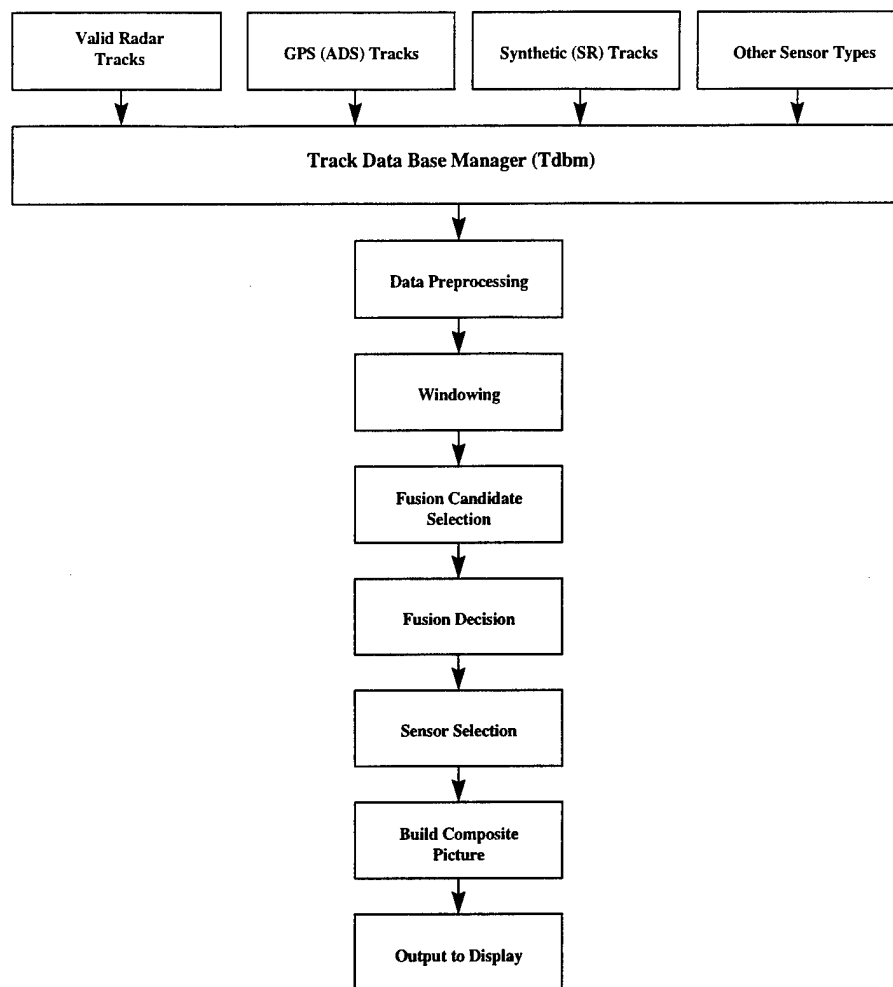 Valid Radar
Tracks
GPS (ADS) Tracks
Synthetic (SR) Tracks
Other Sensor Types
Track Data Base Manager (Tdbm)
Data Preprocessing
Windowing
Fusion Candidate
Selection
Fusion Decision
Sensor Selection
Build Composite
Picture
Output to Display